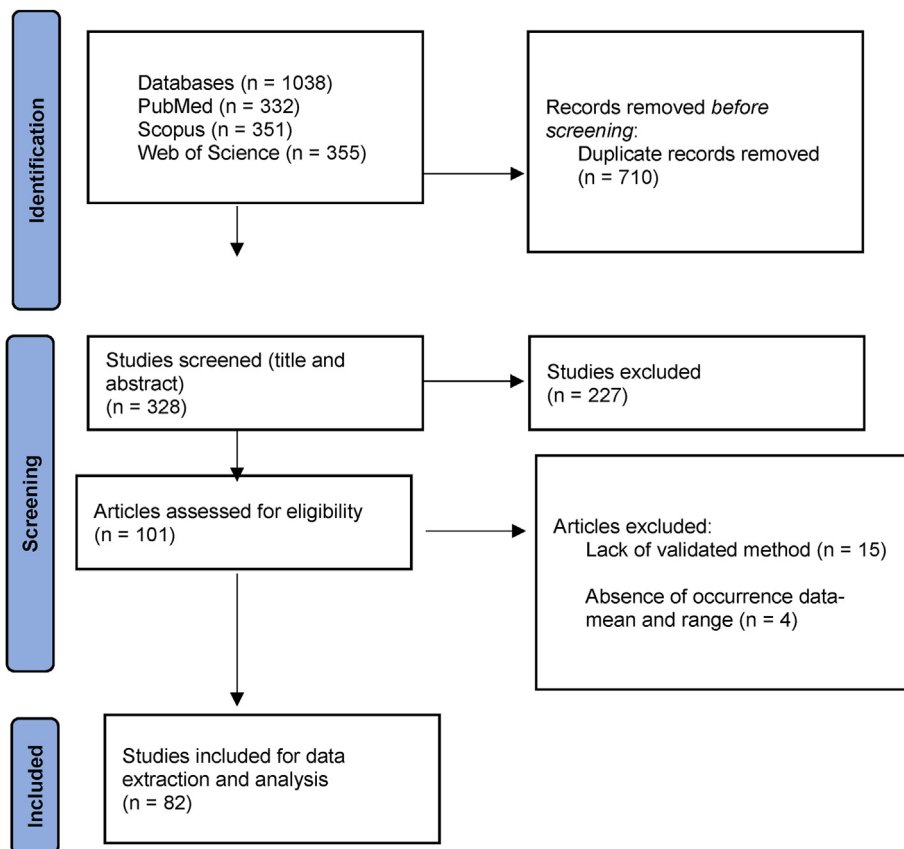 Identification
Databases (n = 1038)
PubMed (n = 332)
Scopus (n = 351)
Web of Science (n = 355)
Records removed before
screening:
Duplicate records removed
(n = 710)
Screening
Studies screened (title and
abstract)
(n = 328)
Studies excluded
(n = 227)
Articles assessed for eligibility
(n = 101)
Articles excluded:
Lack of validated method (n = 15)
Absence of occurrence data-
mean and range (n = 4)
Included
Studies included for data
extraction and analysis
(n = 82)